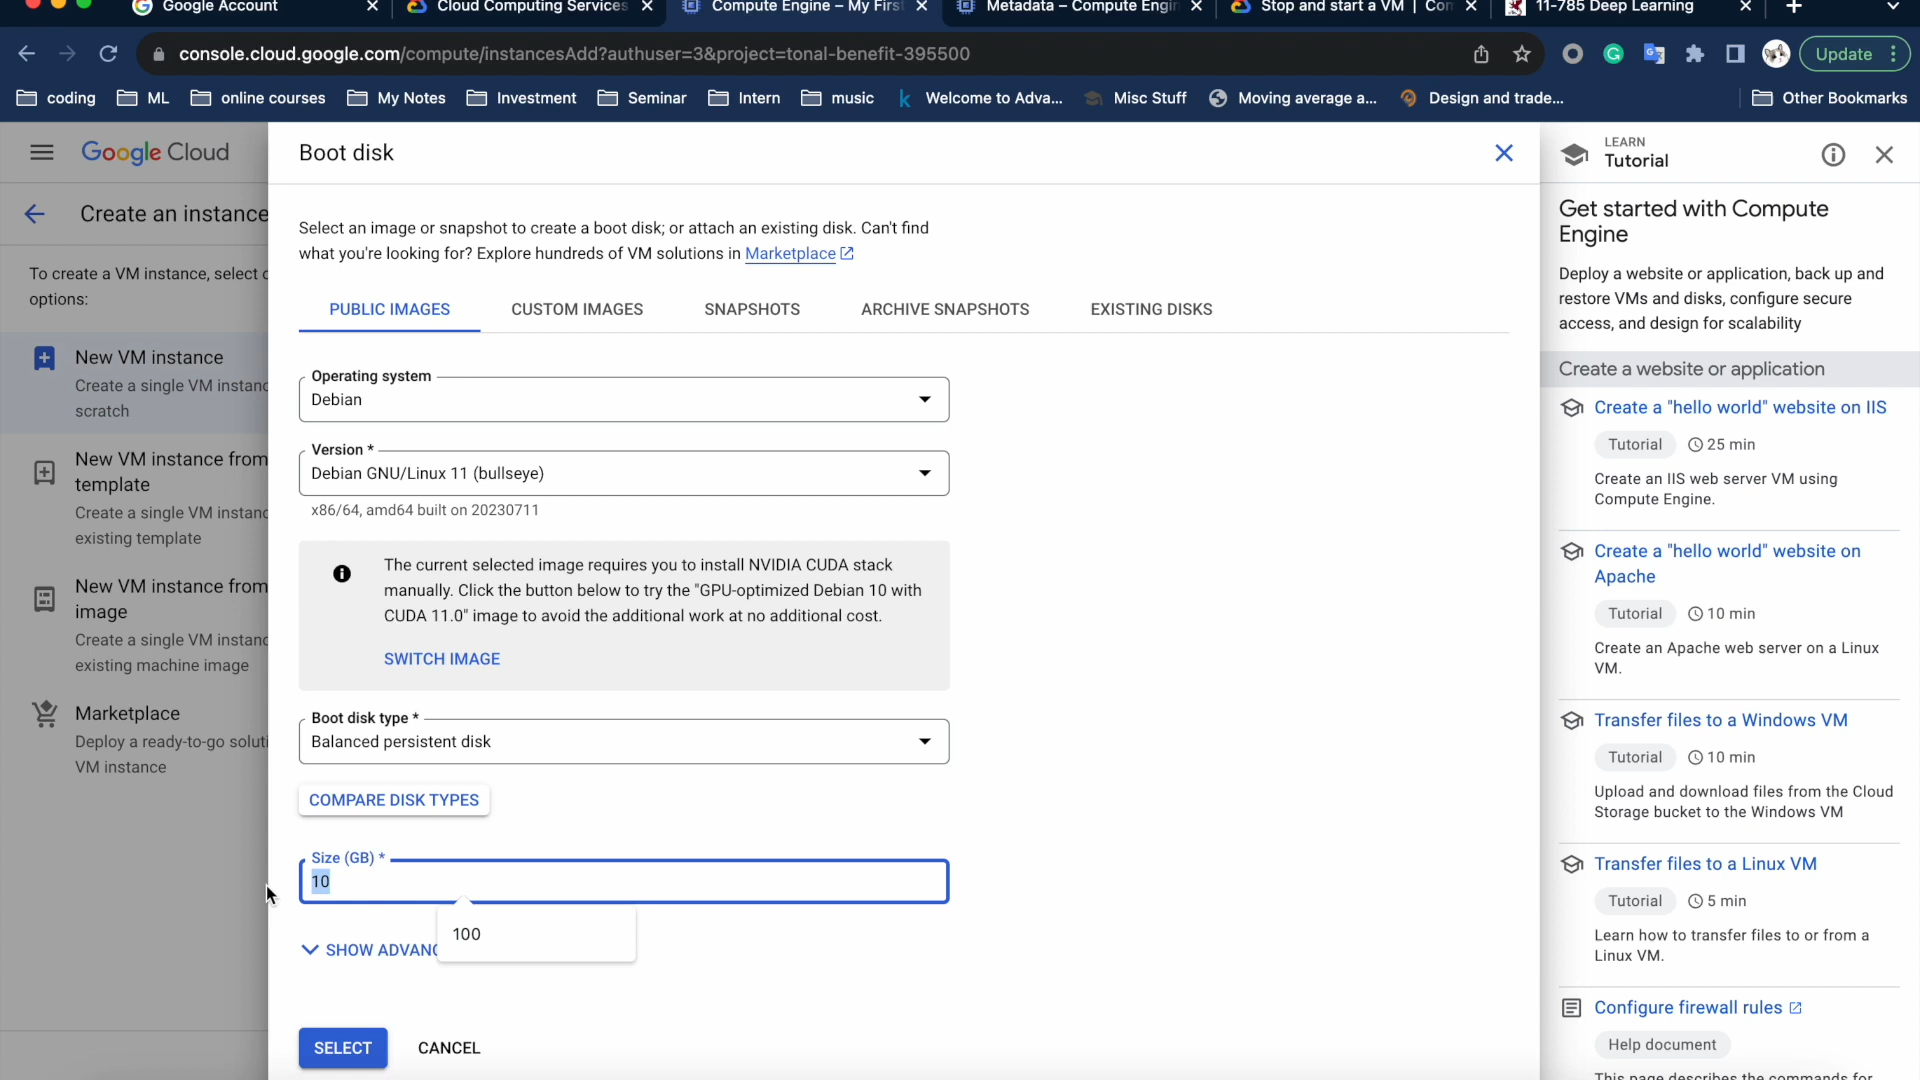 Google Account
Cloud Computing Services
Compute Engine – My First
Metadata – Compute Engin
Stop and start a VM | Com
11-785 Deep Learning
console.cloud.google.com/compute/instancesAdd?authuser=3&project=tonal-benefit-395500
Update
coding
ML
online courses
My Notes
Investment
Seminar
Intern
music
Welcome to Adva...
Misc Stuff
Moving average a...
Design and trade...
Other Bookmarks
Google Cloud
Create an instance
To create a VM instance, select
options:
New VM instance
Create a single VM instanc
scratch
New VM instance from
template
Create a single VM instanc
existing template
New VM instance from
image
Create a single VM instanc
existing machine image
Marketplace
Deploy a ready-to-go soluti
VM instance
Boot disk
Select an image or snapshot to create a boot disk; or attach an existing disk. Can't find
what you're looking for? Explore hundreds of VM solutions in Marketplace
PUBLIC IMAGES
CUSTOM IMAGES
SNAPSHOTS
ARCHIVE SNAPSHOTS
EXISTING DISKS
Operating system
Debian
Version *
Debian GNU/Linux 11 (bullseye)
x86/64, amd64 built on 20230711
The current selected image requires you to install NVIDIA CUDA stack
manually. Click the button below to try the "GPU-optimized Debian 10 with
CUDA 11.0" image to avoid the additional work at no additional cost.
SWITCH IMAGE
Boot disk type *
Balanced persistent disk
COMPARE DISK TYPES
Size (GB) *
10
100
SHOW ADVANC
SELECT
CANCEL
LEARN
Tutorial
Get started with Compute
Engine
Deploy a website or application, back up and
restore VMs and disks, configure secure
access, and design for scalability
Create a website or application
Create a "hello world" website on IIS
Tutorial
25 min
Create an IIS web server VM using
Compute Engine.
Create a "hello world" website on
Apache
Tutorial
10 min
Create an Apache web server on a Linux
VM.
Transfer files to a Windows VM
Tutorial
10 min
Upload and download files from the Cloud
Storage bucket to the Windows VM
Transfer files to a Linux VM
Tutorial
5 min
Learn how to transfer files to or from a
Linux VM.
Configure firewall rules
Help document
This page describes the commands for